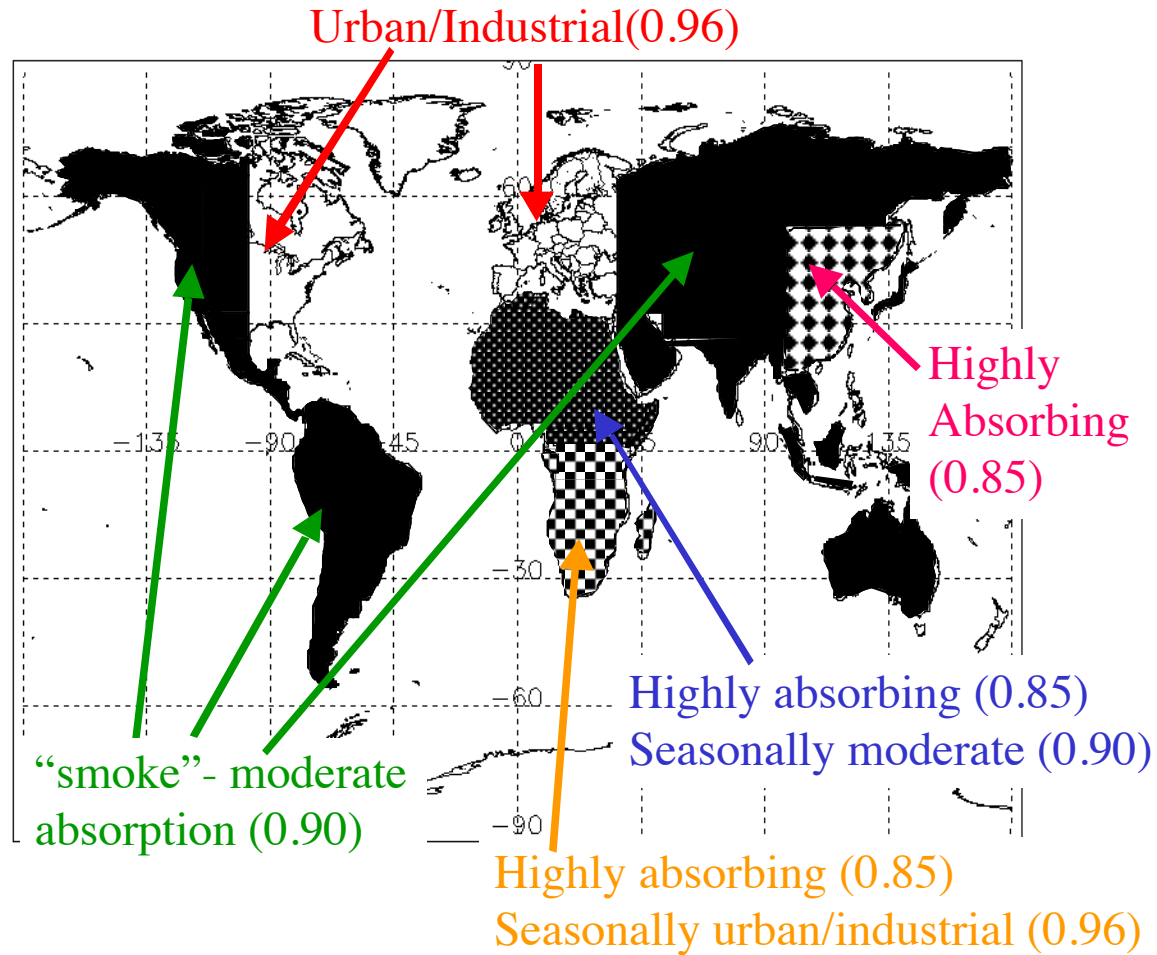 Urban/Industrial(0.96)
90
60
Highly
Absorbing
(0.85)
−135 −90 −45 0 45 90 135
−30
Highly absorbing (0.85)
Seasonally moderate (0.90)
−60
“smoke”- moderate
absorption (0.90)
−90
Highly absorbing (0.85)
Seasonally urban/industrial (0.96)